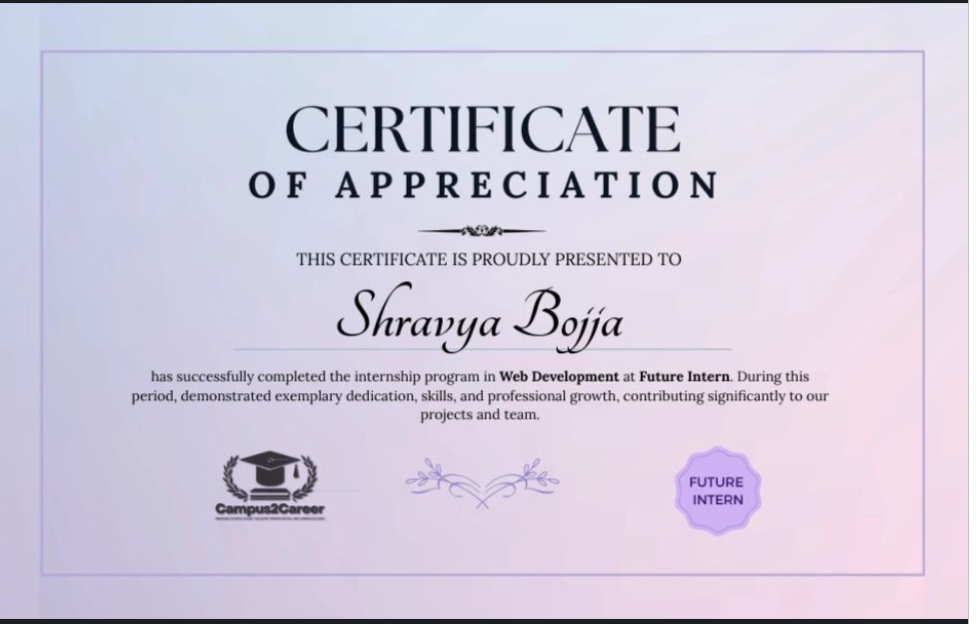 CERTIFICATE
OF APPRECIATION
THIS CERTIFICATE IS PROUDLY PRESENTED TO
Shravya Bojja
has successfully completed the internship program in Web Development at Future Intern. During this
period, demonstrated exemplary dedication, skills, and professional growth, contributing significantly to our
projects and team.
Campus2Career
FUTURE
INTERN